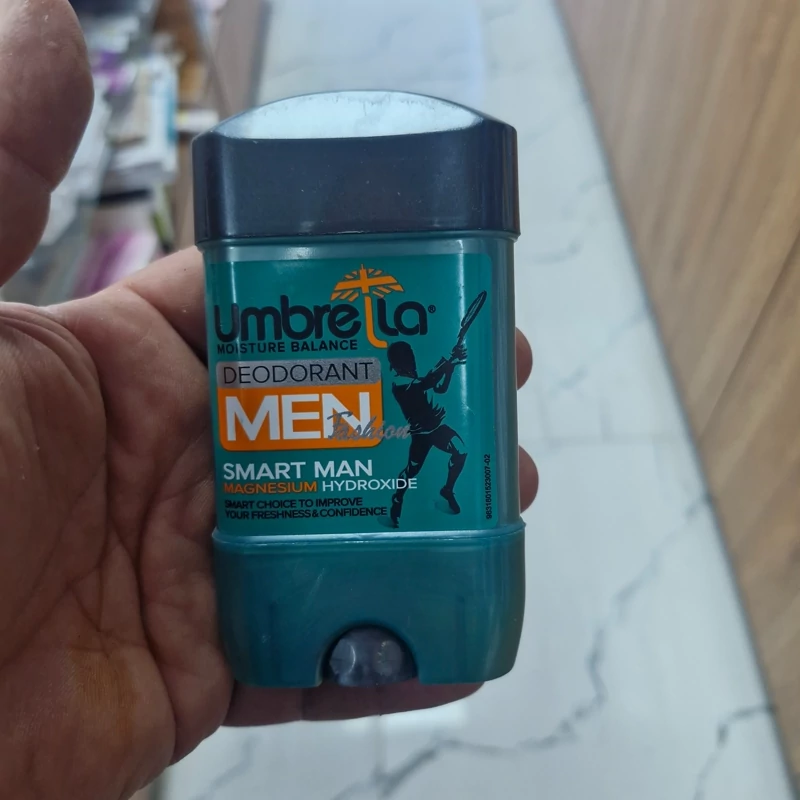 Umbrella®
MOISTURE BALANCE
DEODORANT
MEN
Fashion
SMART MAN
MAGNESIUM HYDROXIDE
SMART CHOICE TO IMPROVE
YOUR FRESHNESS & CONFIDENCE